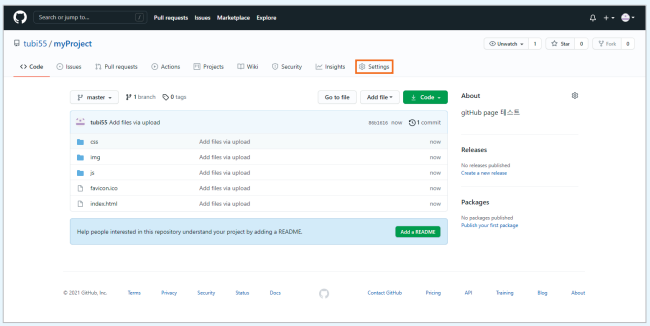 Search or jump to... /
Pull requests Issues Marketplace Explore
tubi55 / myProject
Unwatch 1 Star 0 Fork 0
Code Issues Pull requests Actions Projects Wiki Security Insights Settings
master 1 branch 0 tags Go to file Add file Code
tubi55 Add files via upload now 1 commit
css Add files via upload now
img Add files via upload now
js Add files via upload now
favicon.ico Add files via upload now
index.html Add files via upload now
Help people interested in this repository understand your project by adding a README. Add a README
About
gitHub page 테스트
Releases
No releases published
Create a new release
Packages
No packages published
Publish your first package
© 2021 GitHub, Inc. Terms Privacy Security Status Docs Contact GitHub Pricing API Training Blog About